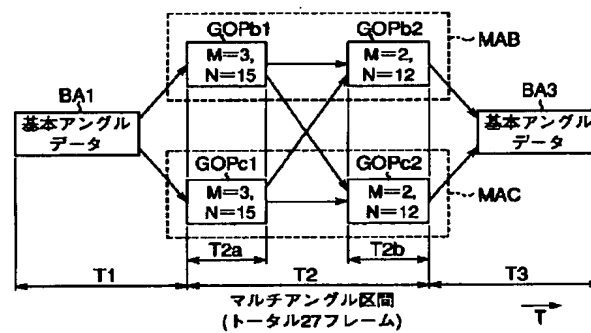 GOPb1
GOPb2
MAB
M=3,
N=15
M=2,
N=12
BA1
基本アングル
データ
BA3
基本アングル
データ
GOPc1
GOPc2
M=3,
N=15
M=2,
N=12
MAC
T2a
T2b
T1
T2
T3
マルチアングル区間
(トータル27フレーム)
T